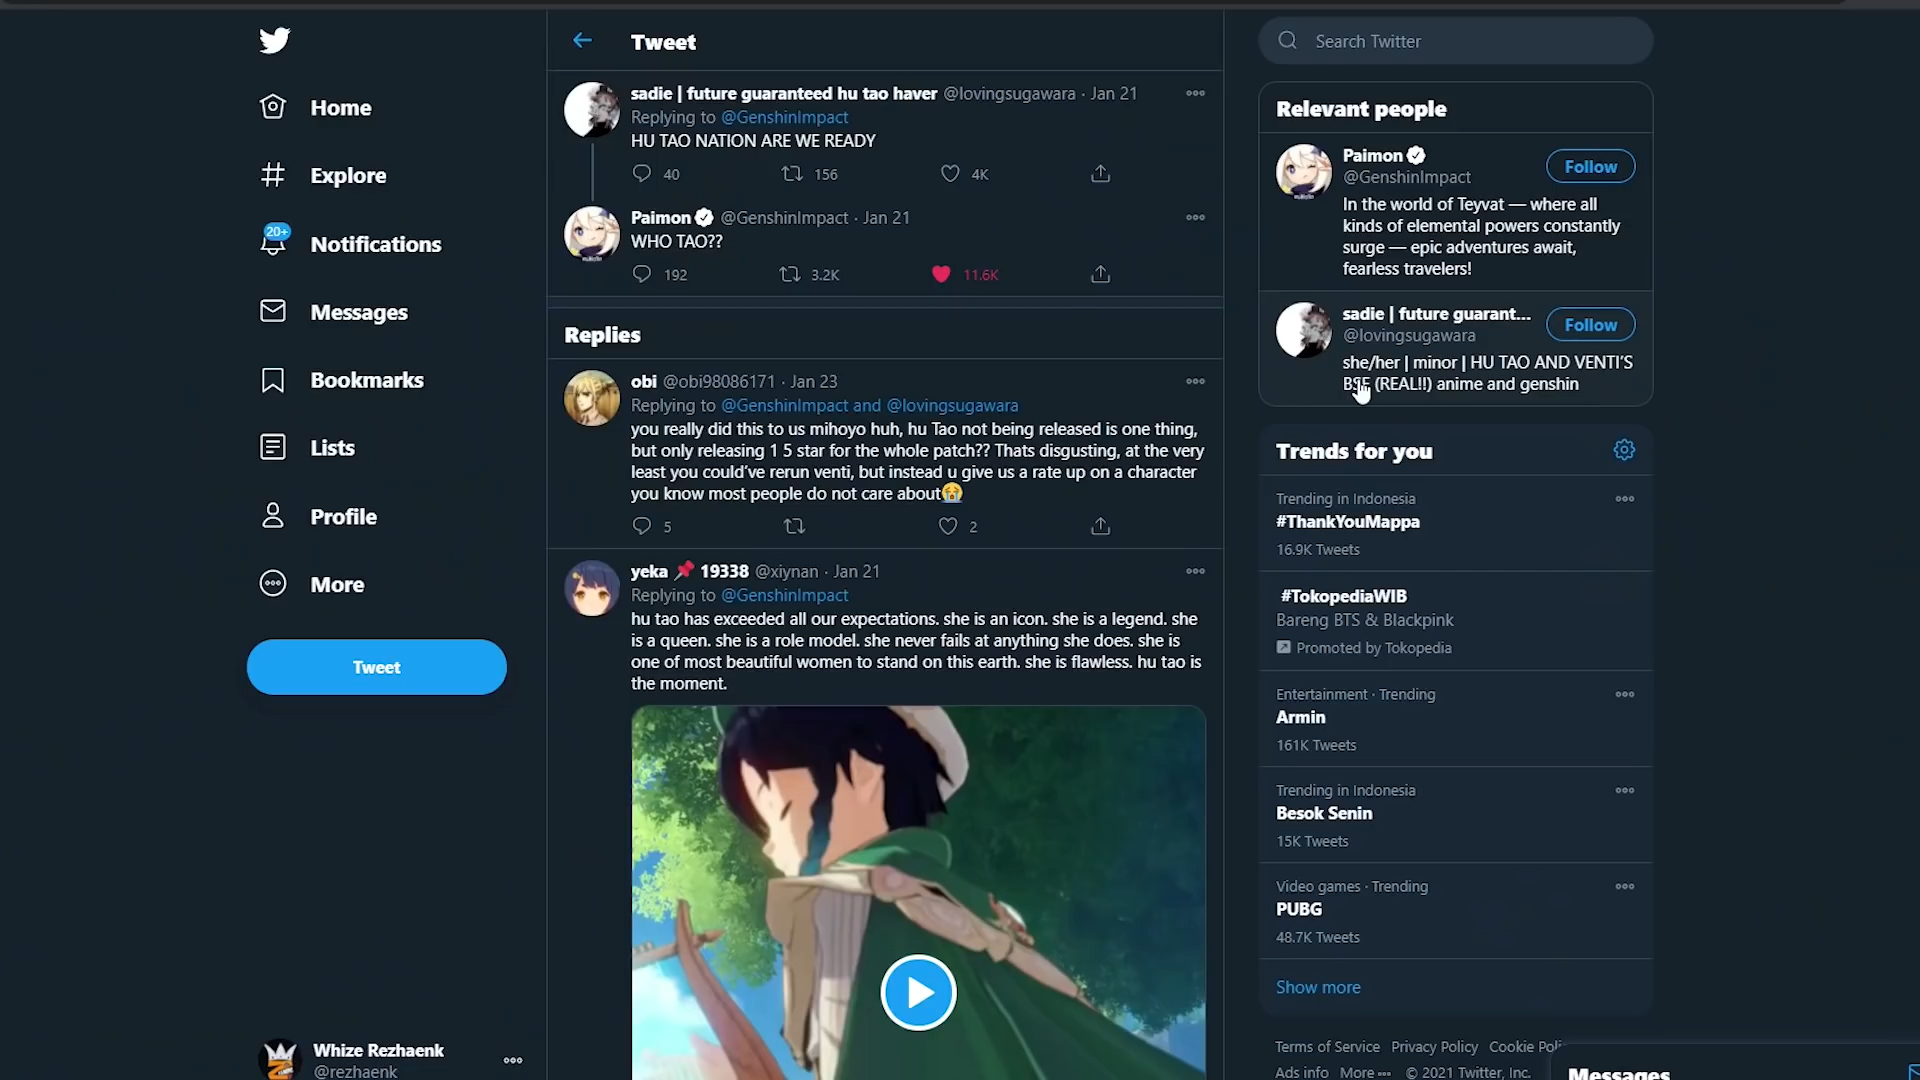 Home
Explore
20+
Notifications
Messages
Bookmarks
Lists
Profile
More
Tweet
Whize Rezhaenk
@rezhaenk
Tweet
sadie | future guaranteed hu tao haver @lovingsugawara · Jan 21
Replying to @GenshinImpact
HU TAO NATION ARE WE READY
40 156 4K
Paimon @GenshinImpact · Jan 21
WHO TAO??
192 3.2K 11.6K
Replies
obi @obi98086171 · Jan 23
Replying to @GenshinImpact and @lovingsugawara
you really did this to us mihoyo huh, hu Tao not being released is one thing,
but only releasing 1 5 star for the whole patch?? Thats disgusting, at the very
least you could've rerun venti, but instead u give us a rate up on a character
you know most people do not care about😭
5 2
yeka 📌 19338 @xiynan · Jan 21
Replying to @GenshinImpact
hu tao has exceeded all our expectations. she is an icon. she is a legend. she
is a queen. she is a role model. she never fails at anything she does. she is
one of most beautiful women to stand on this earth. she is flawless. hu tao is
the moment.
Search Twitter
Relevant people
Paimon
@GenshinImpact
Follow
In the world of Teyvat — where all
kinds of elemental powers constantly
surge — epic adventures await,
fearless travelers!
sadie | future guarant...
@lovingsugawara
Follow
she/her | minor | HU TAO AND VENTI'S
(REAL!!) anime and genshin
Trends for you
Trending in Indonesia
#ThankYouMappa
16.9K Tweets
#TokopediaWIB
Bareng BTS & Blackpink
Promoted by Tokopedia
Entertainment · Trending
Armin
161K Tweets
Trending in Indonesia
Besok Senin
15K Tweets
Video games · Trending
PUBG
48.7K Tweets
Show more
Terms of Service Privacy Policy Cookie Poli
Ads info More © 2021 Twitter, Inc.
Messages